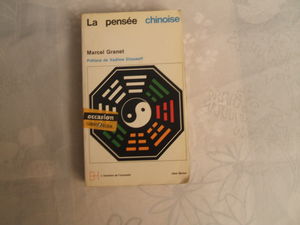 La pensée chinoise
Marcel Granet
Préface de Vadime Elisseeff
occasion
L'évolution de l'humanité
Albin Michel